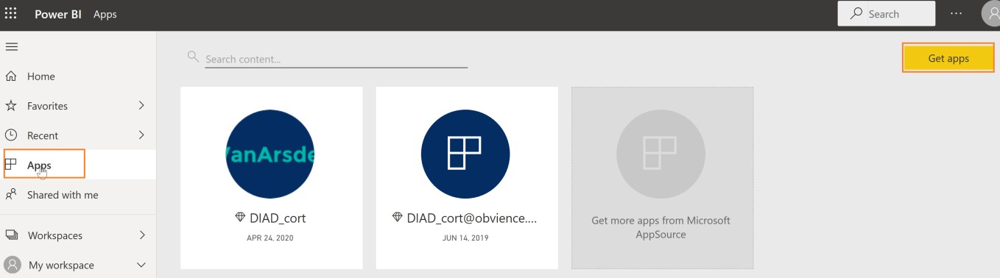 Power BI Apps
Search
...
Home
Favorites
Recent
Apps
Shared with me
Workspaces
My workspace
Search content...
Get apps
VanArsde
DIAD_cort
APR 24, 2020
DIAD_cort@obvience....
JUN 14, 2019
Get more apps from Microsoft
AppSource